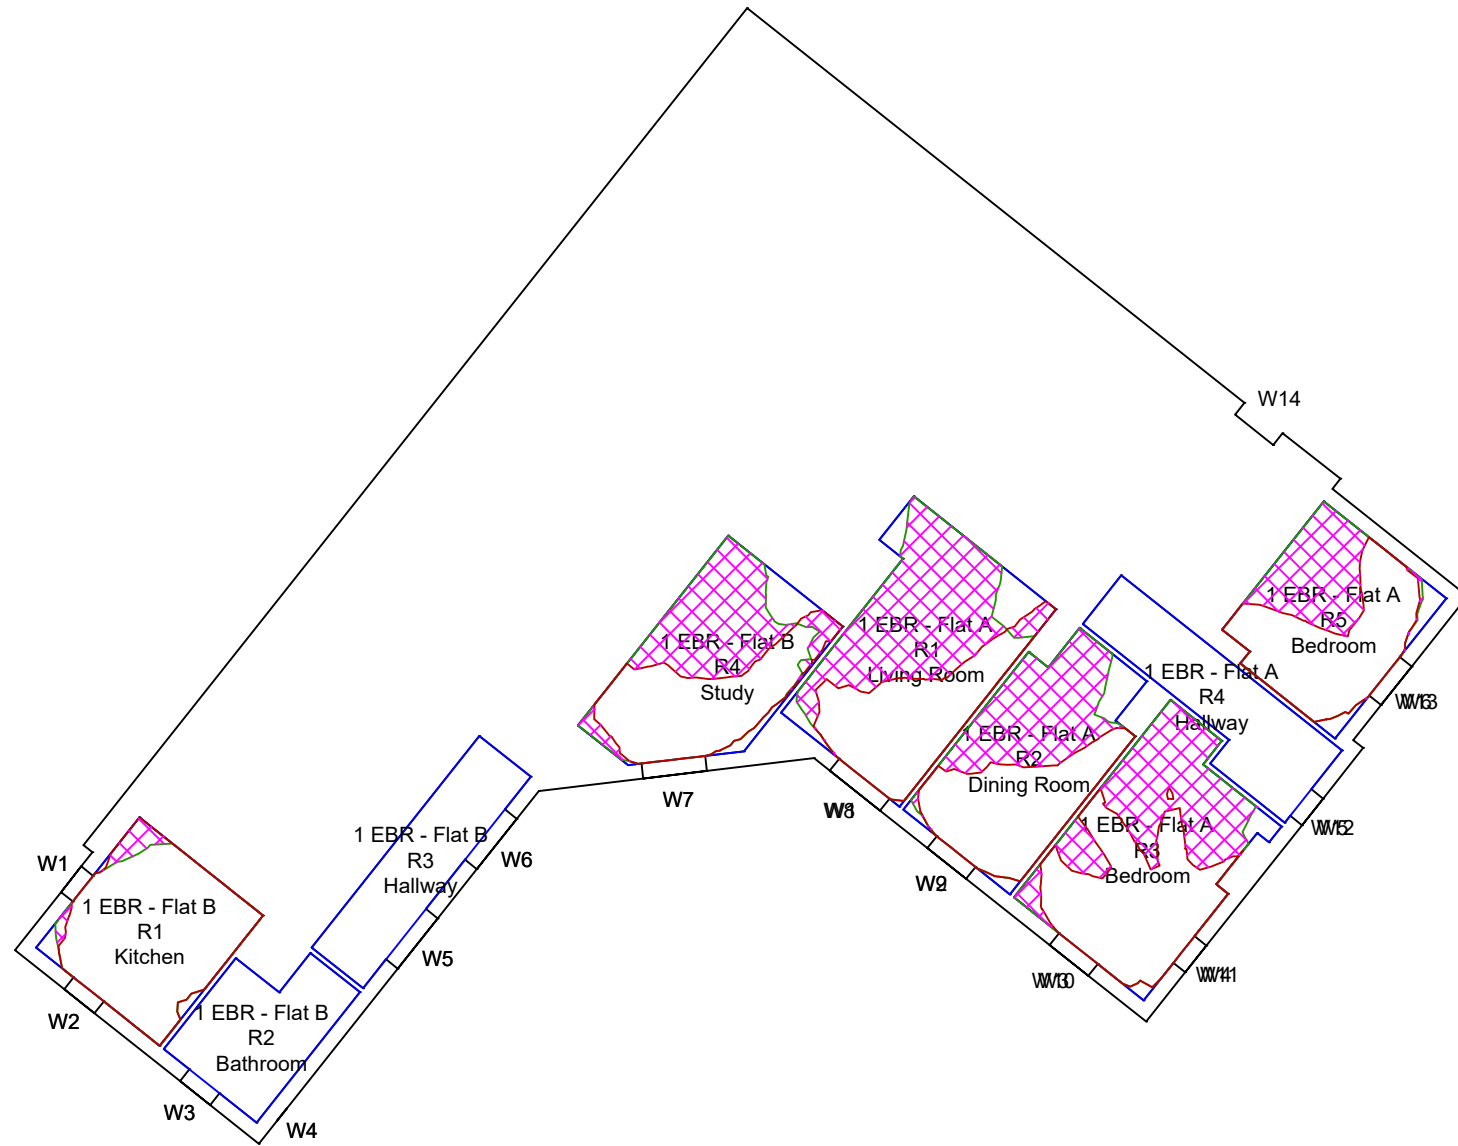 W14
1 EBR - Flat A
R5
Bedroom
1 EBR - Flat B
R4
Study
1 EBR - Flat A
R1
Living Room
1 EBR - Flat A
R4
Hallway
1 EBR - Flat A
R2
Dining Room
1 EBR - Flat A
R3
Bedroom
W7
1 EBR - Flat B
R3
Hallway
W6
W5
W1
1 EBR - Flat B
R1
Kitchen
W2
1 EBR - Flat B
R2
Bathroom
W3
W4